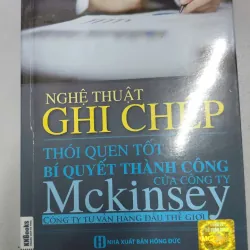 NGHỆ THUẬT
GHI CHÉP
THÓI QUEN TỐT
BÍ QUYẾT THÀNH CÔNG
CỦA CÔNG TY
Mckinsey
CÔNG TY TƯ VẤN HÀNG ĐẦU THẾ GIỚI
NHÀ XUẤT BẢN HỒNG ĐỨC
MKBooks